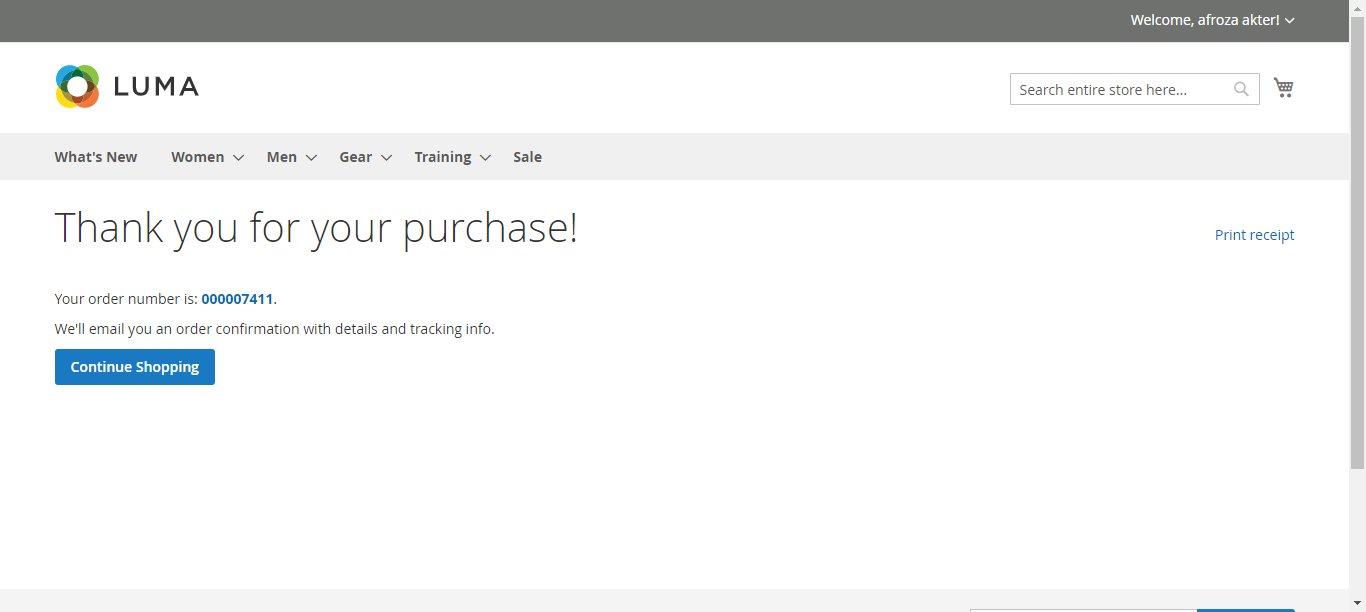 Welcome, afroza akter!
LUMA
Search entire store here...
What's New Women Men Gear Training Sale
Thank you for your purchase!
Print receipt
Your order number is: 000007411.
We'll email you an order confirmation with details and tracking info.
Continue Shopping